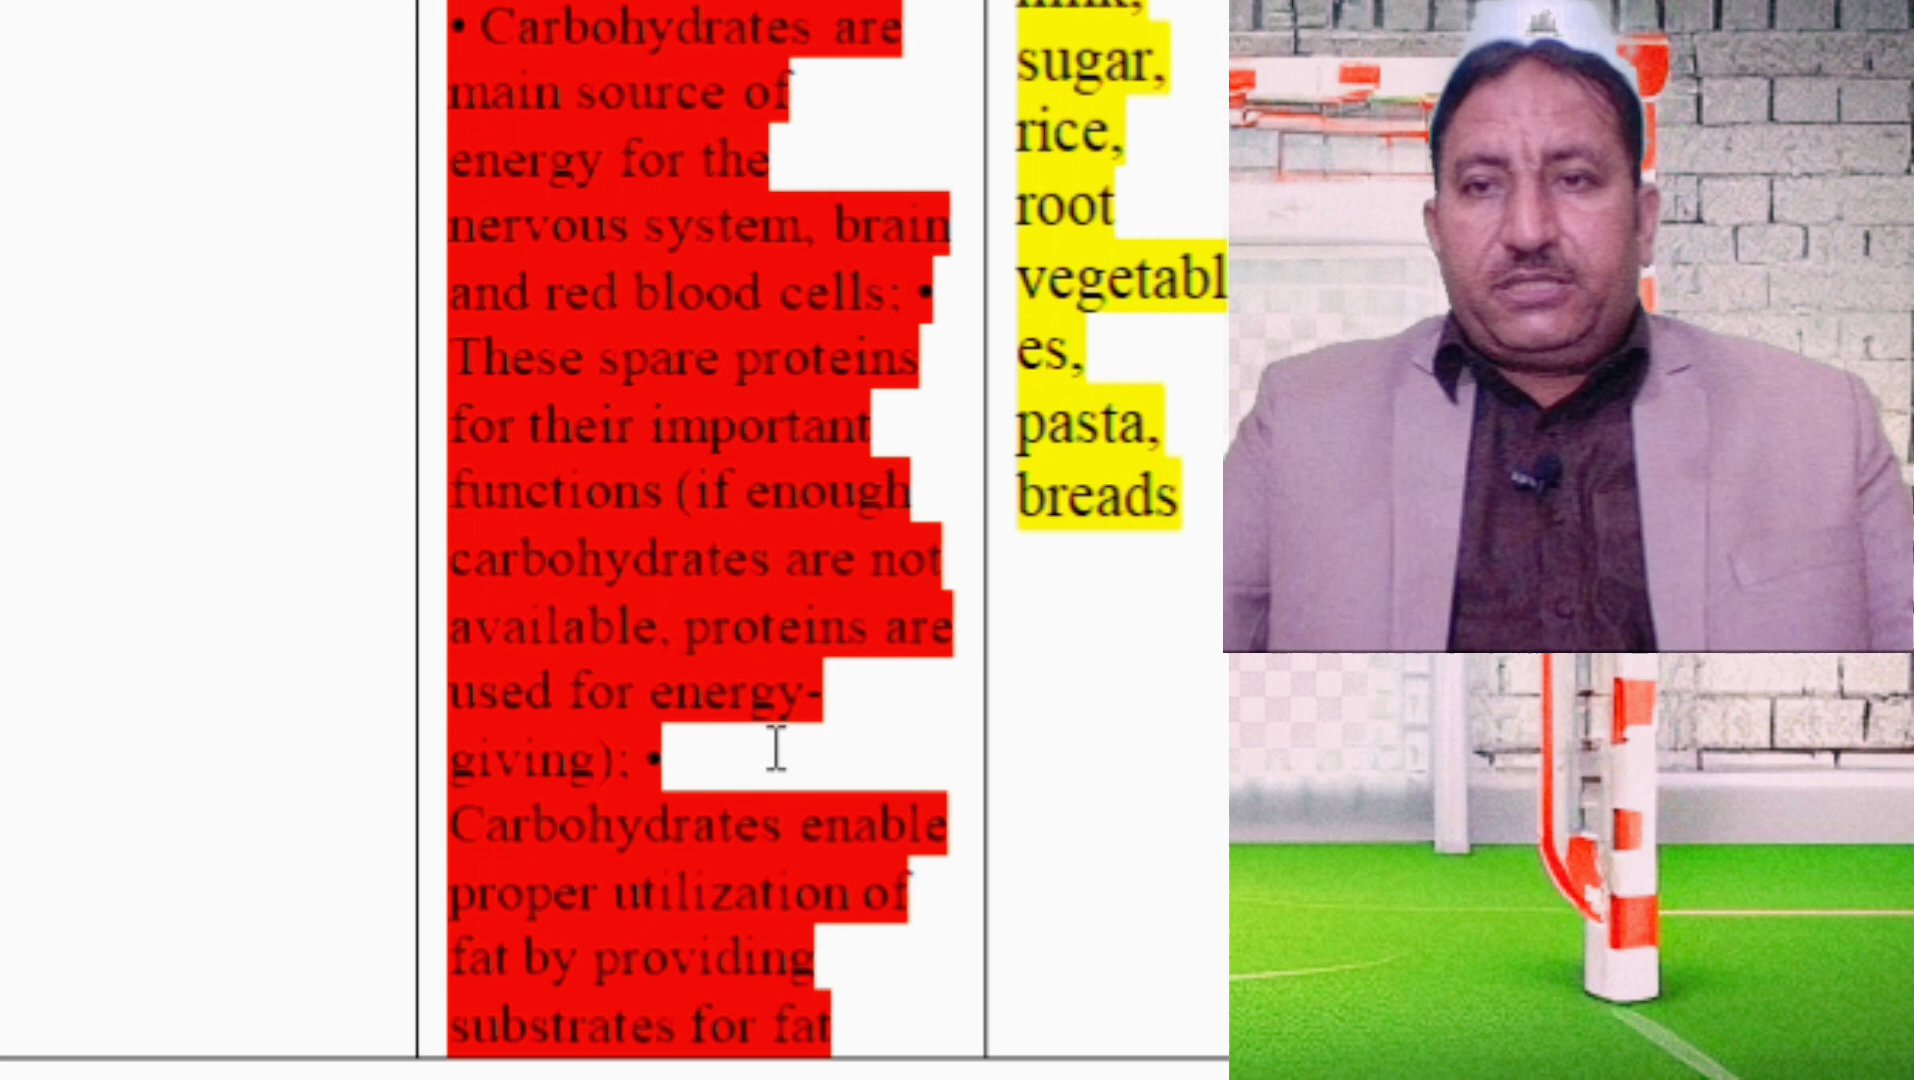 • Carbohydrates are
main source of
energy for the
nervous system, brain
and red blood cells; •
These spare proteins
for their important
functions (if enough
carbohydrates are not
available, proteins are
used for energy-
giving); •
Carbohydrates enable
proper utilization of
fat by providing
substrates for fat
sugar,
rice,
root
vegetabl
es,
pasta,
breads